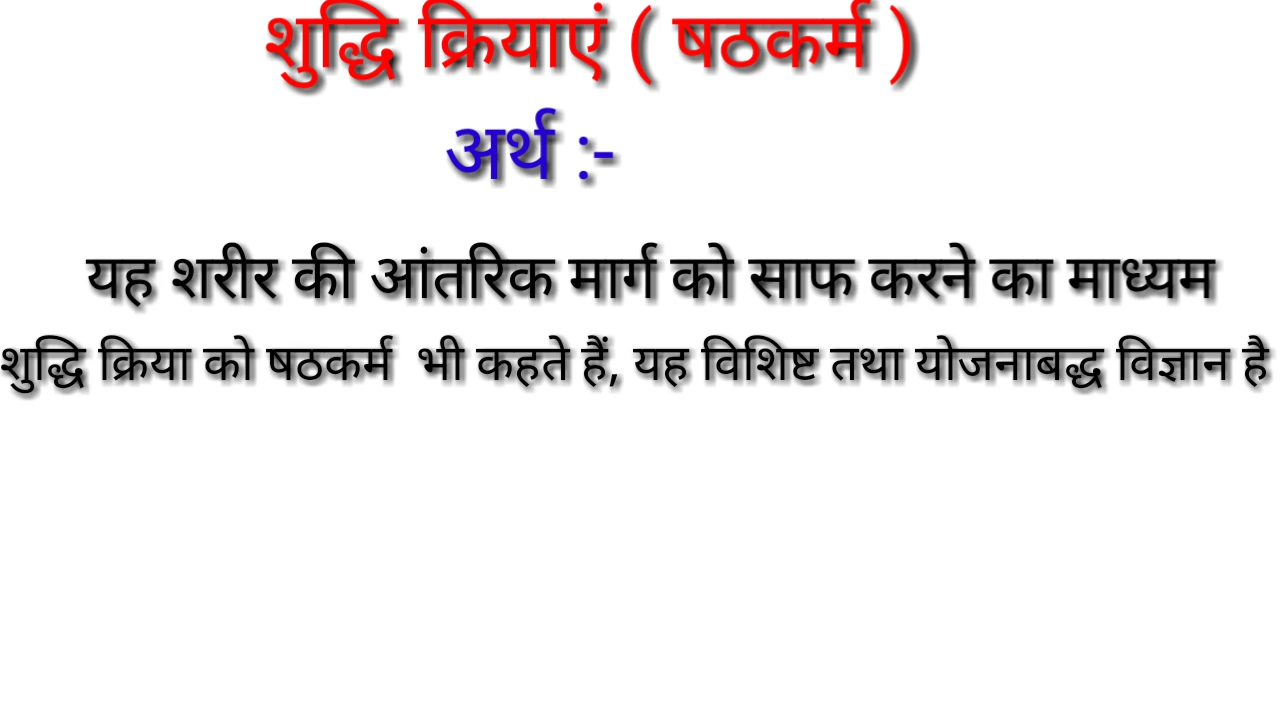 शुद्धि क्रियाएं ( षठकर्म )
अर्थ :-
यह शरीर की आंतरिक मार्ग को साफ करने का माध्यम
शुद्धि क्रिया को षठकर्म भी कहते हैं, यह विशिष्ट तथा योजनाबद्ध विज्ञान है